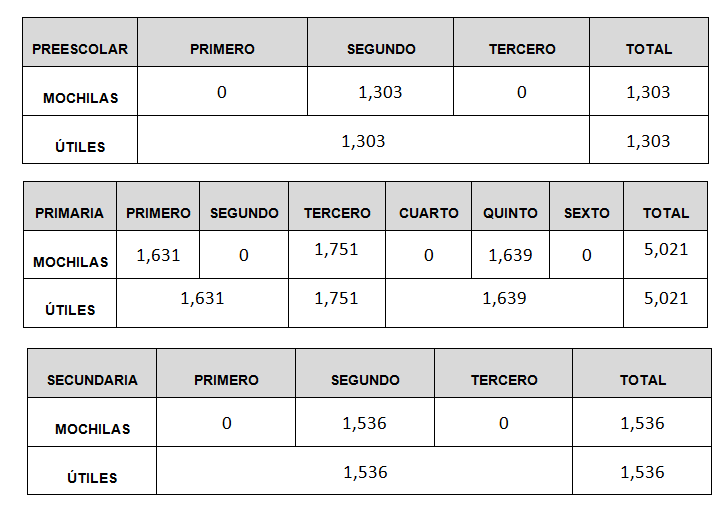 PREESCOLAR PRIMERO SEGUNDO TERCERO TOTAL
MOCHILAS 0 1,303 0 1,303
ÚTILES 1,303 1,303
PRIMARIA PRIMERO SEGUNDO TERCERO CUARTO QUINTO SEXTO TOTAL
MOCHILAS 1,631 0 1,751 0 1,639 0 5,021
ÚTILES 1,631 1,751 1,639 5,021
SECUNDARIA PRIMERO SEGUNDO TERCERO TOTAL
MOCHILAS 0 1,536 0 1,536
ÚTILES 1,536 1,536